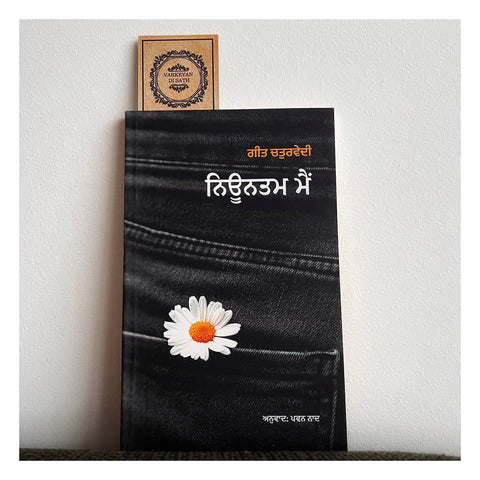 VARKEYAN
DI SATH
ਗੀਤ ਚਤੁਰਵੇਦੀ
ਨਿਊਨਤਮ ਮੈਂ
ਅਨੁਵਾਦ: ਪਵਨ ਨਾਦ